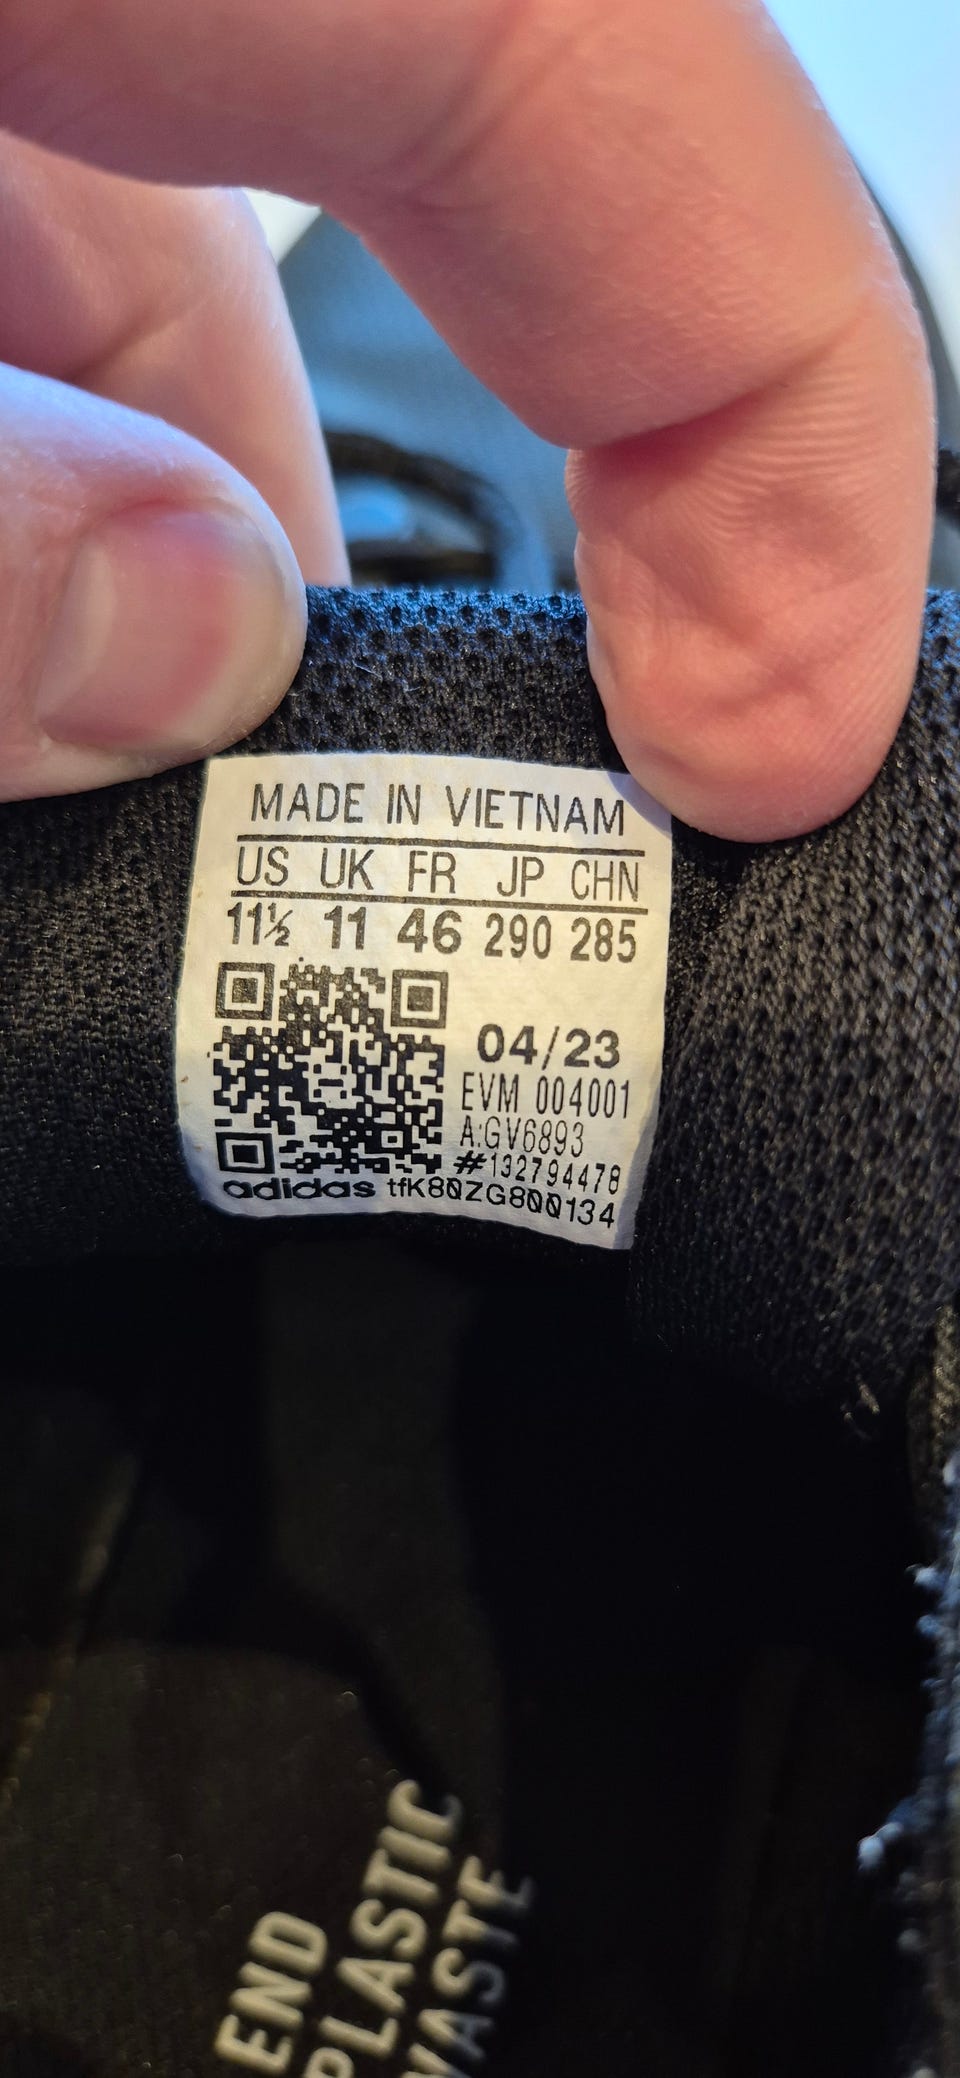 MADE IN VIETNAM
US UK FR JP CHN
11½ 11 46 290 285
04/23
EVM 004001
A:GV6893
#132794478
adidas tfK80ZG800134
END
PLASTIC
WASTE